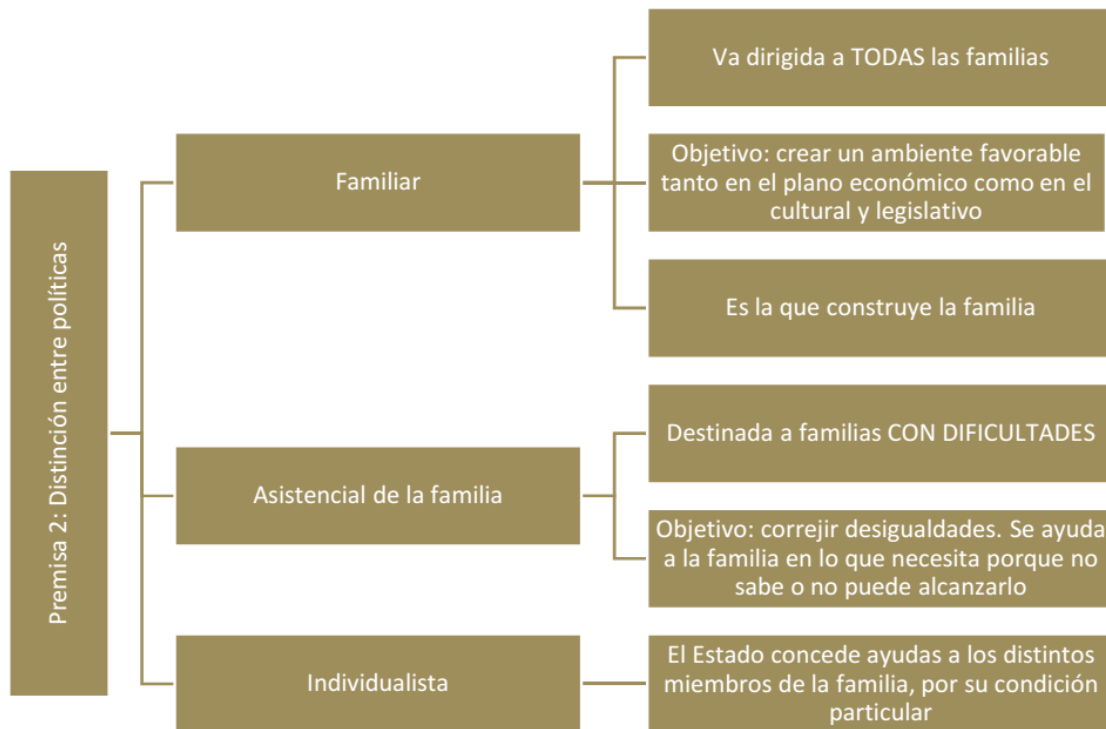 Premisa 2: Distinción entre políticas
Familiar
Va dirigida a TODAS las familias
Objetivo: crear un ambiente favorable
tanto en el plano económico como en el
cultural y legislativo
Es la que construye la familia
Asistencial de la familia
Destinada a familias CON DIFICULTADES
Objetivo: correjir desigualdades. Se ayuda
a la familia en lo que necesita porque no
sabe o no puede alcanzarlo
Individualista
El Estado concede ayudas a los distintos
miembros de la familia, por su condición
particular